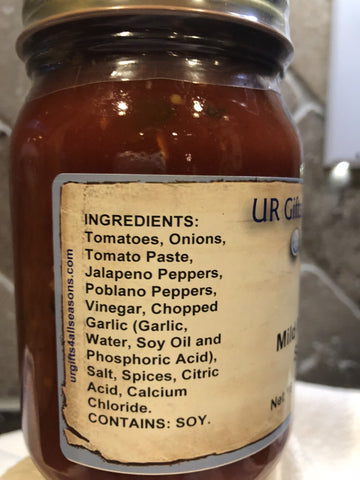 INGREDIENTS:
Tomatoes, Onions,
Tomato Paste,
Jalapeno Peppers,
Poblano Peppers,
Vinegar, Chopped
Garlic (Garlic,
Water, Soy Oil and
Phosphoric Acid),
Salt, Spices, Citric
Acid, Calcium
Chloride.
CONTAINS: SOY.
urgifts4allseasons.com
UR
Mild
Net